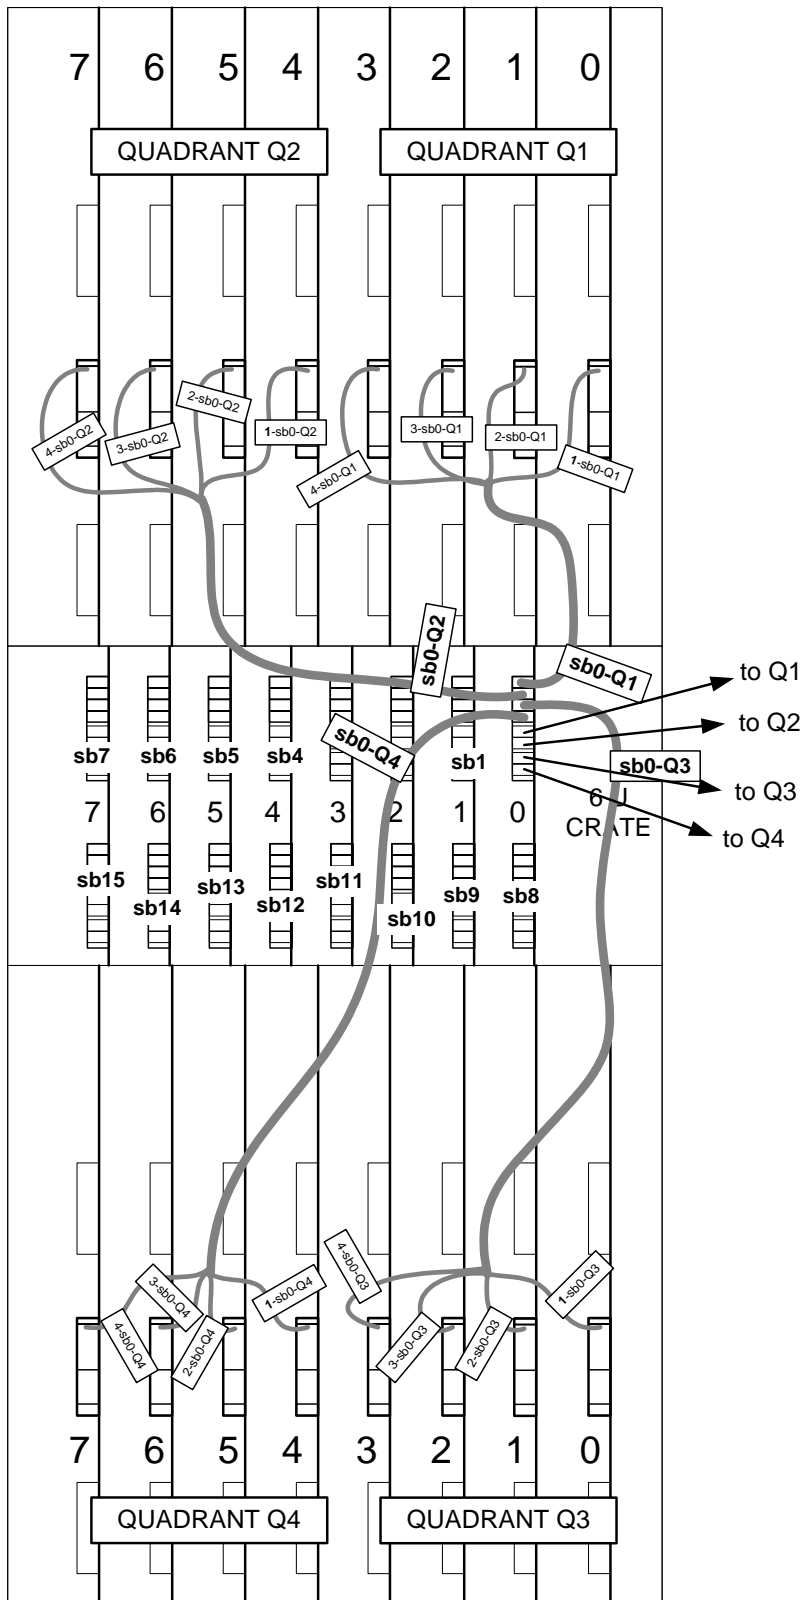 7 6 5 4 3 2 1 0
QUADRANT Q2
QUADRANT Q1
2-sb0-Q2
4-sb0-Q2
3-sb0-Q2
1-sb0-Q2
3-sb0-Q1
2-sb0-Q1
4-sb0-Q1
1-sb0-Q1
sb0-Q2
sb0-Q1
to Q1
to Q2
sb0-Q4
sb0-Q3
sb7
sb6
sb5
sb4
sb1
to Q3
7 6 5 4 3 2 1 0
6 U
CRATE
to Q4
sb15
sb14
sb13
sb12
sb11
sb10
sb9
sb8
4-sb0-Q3
3-sb0-Q4
1-sb0-Q4
1-sb0-Q3
4-sb0-Q4
2-sb0-Q4
3-sb0-Q3
2-sb0-Q3
7 6 5 4 3 2 1 0
QUADRANT Q4
QUADRANT Q3